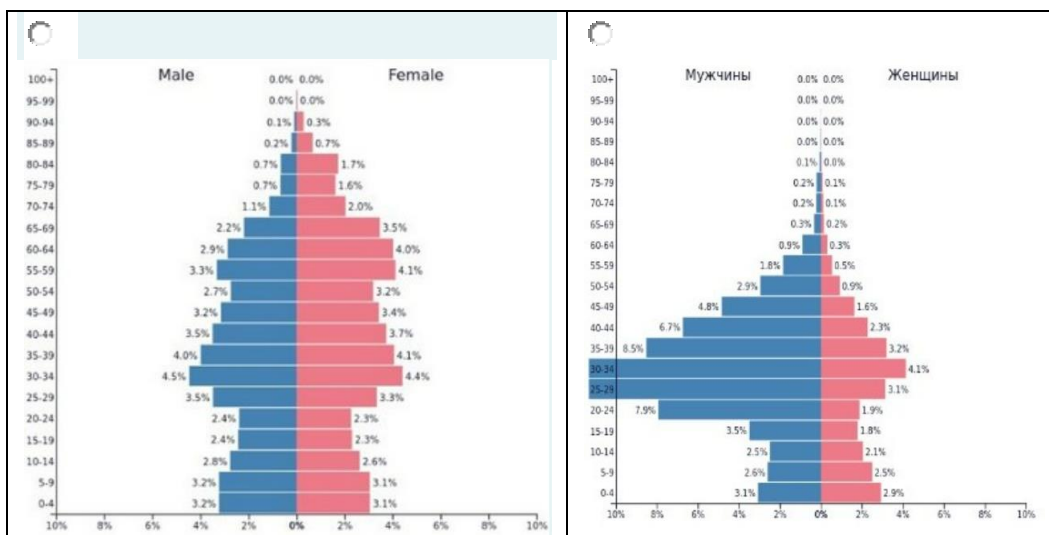 Male Female
100+ 0.0% 0.0%
95-99 0.0% 0.0%
90-94 0.1% 0.3%
85-89 0.2% 0.7%
80-84 0.7% 1.7%
75-79 0.7% 1.6%
70-74 1.1% 2.0%
65-69 2.2% 3.5%
60-64 2.9% 4.0%
55-59 3.3% 4.1%
50-54 2.7% 3.2%
45-49 3.2% 3.4%
40-44 3.5% 3.7%
35-39 4.0% 4.1%
30-34 4.5% 4.4%
25-29 3.5% 3.3%
20-24 2.4% 2.3%
15-19 2.4% 2.3%
10-14 2.8% 2.6%
5-9 3.2% 3.1%
0-4 3.2% 3.1%
10% 8% 6% 4% 2% 0% 2% 4% 6% 8% 10%
Мужчины Женщины
100+ 0.0% 0.0%
95-99 0.0% 0.0%
90-94 0.0% 0.0%
85-89 0.0% 0.0%
80-84 0.1% 0.0%
75-79 0.2% 0.1%
70-74 0.2% 0.1%
65-69 0.3% 0.2%
60-64 0.9% 0.3%
55-59 1.8% 0.5%
50-54 2.9% 0.9%
45-49 4.8% 1.6%
40-44 6.7% 2.3%
35-39 8.5% 3.2%
30-34 4.1%
25-29 3.1%
20-24 7.9% 1.9%
15-19 3.5% 1.8%
10-14 2.5% 2.1%
5-9 2.6% 2.5%
0-4 3.1% 2.9%
10% 8% 6% 4% 2% 0% 2% 4% 6% 8% 10%